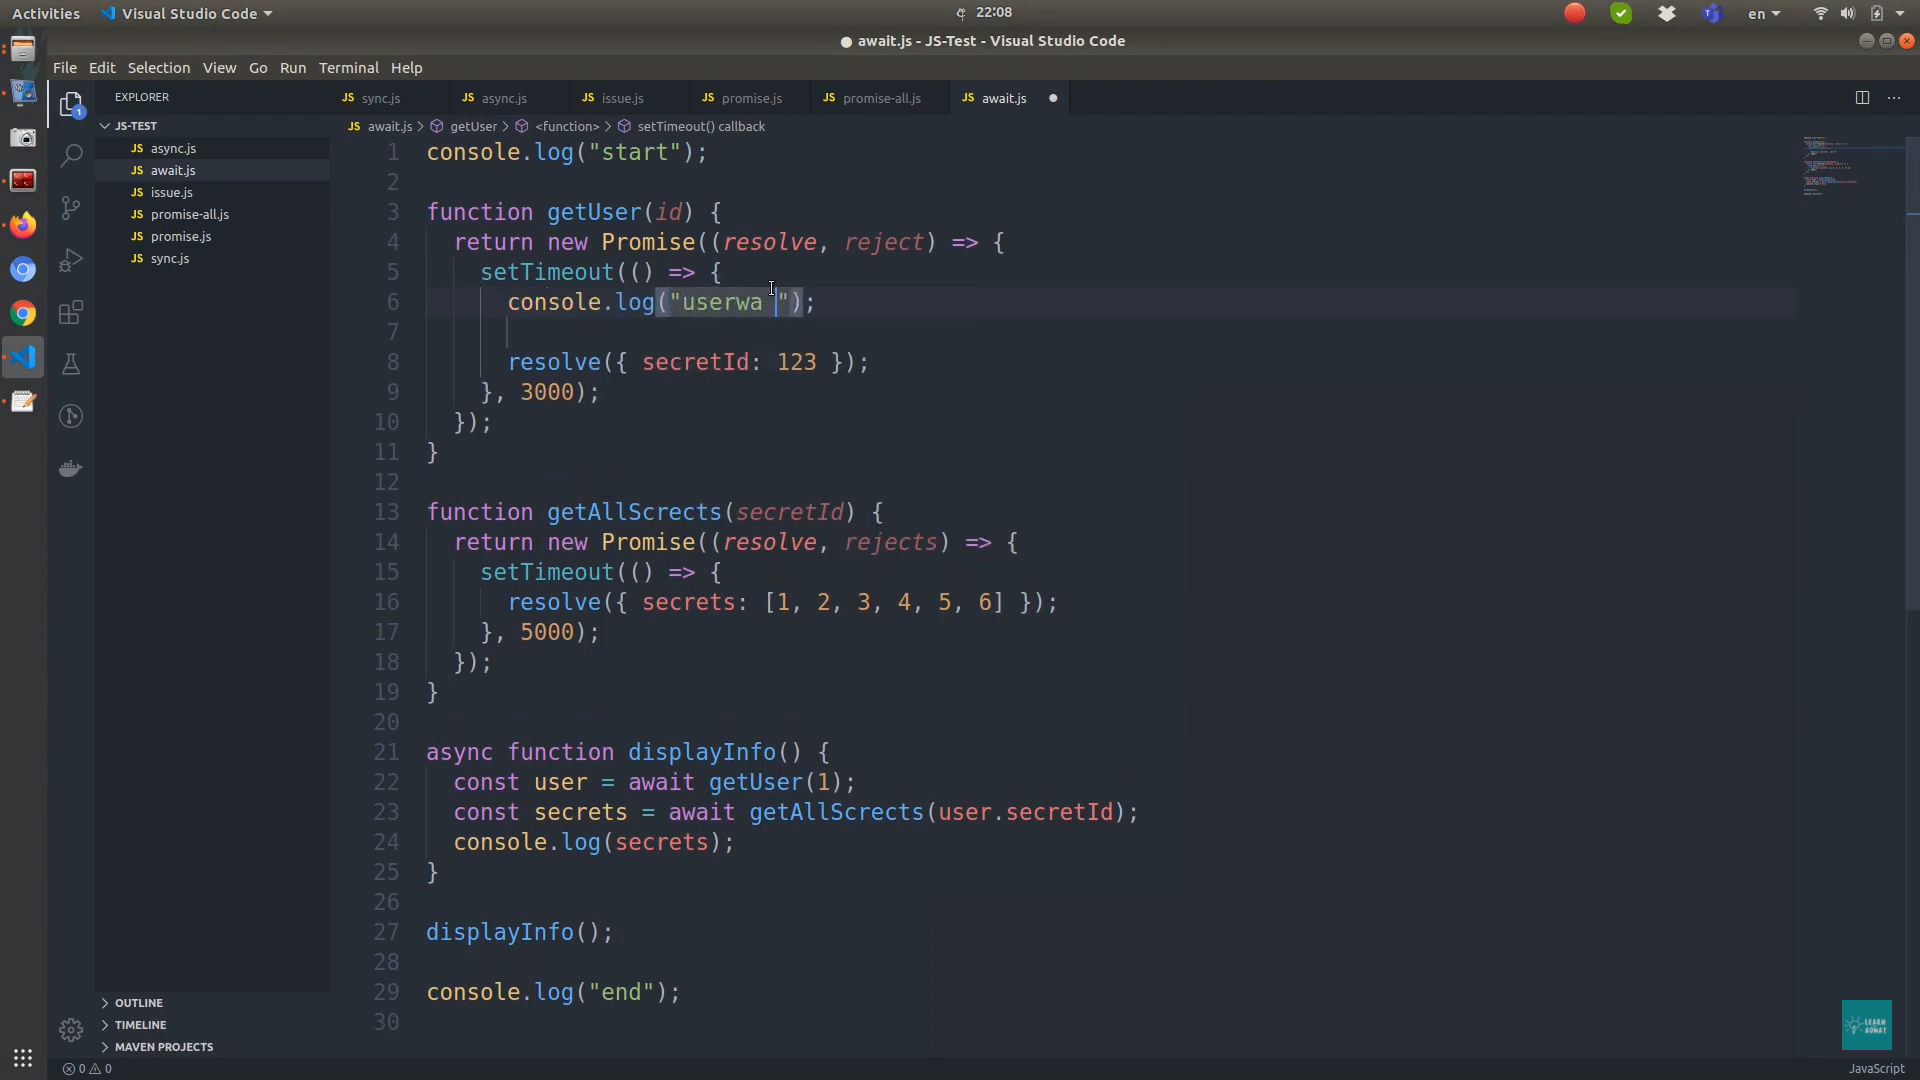 Activities
Visual Studio Code
22:08
en
await.js - JS-Test - Visual Studio Code
File Edit Selection View Go Run Terminal Help
EXPLORER
JS sync.js
JS async.js
JS issue.js
JS promise.js
JS promise-all.js
JS await.js
JS-TEST
JS async.js
JS await.js
JS issue.js
JS promise-all.js
JS promise.js
JS sync.js
OUTLINE
TIMELINE
MAVEN PROJECTS
1
JS await.js > getUser > <function> > setTimeout() callback
1 console.log("start");
2
3 function getUser(id) {
4 return new Promise((resolve, reject) => {
5 setTimeout(() => {
6 console.log("userwa ");
7
8 resolve({ secretId: 123 });
9 }, 3000);
10 });
11 }
12
13 function getAllScrects(secretId) {
14 return new Promise((resolve, rejects) => {
15 setTimeout(() => {
16 resolve({ secrets: [1, 2, 3, 4, 5, 6] });
17 }, 5000);
18 });
19 }
20
21 async function displayInfo() {
22 const user = await getUser(1);
23 const secrets = await getAllScrects(user.secretId);
24 console.log(secrets);
25 }
26
27 displayInfo();
28
29 console.log("end");
30
LEARN
ADWAT
0 0
JavaScript